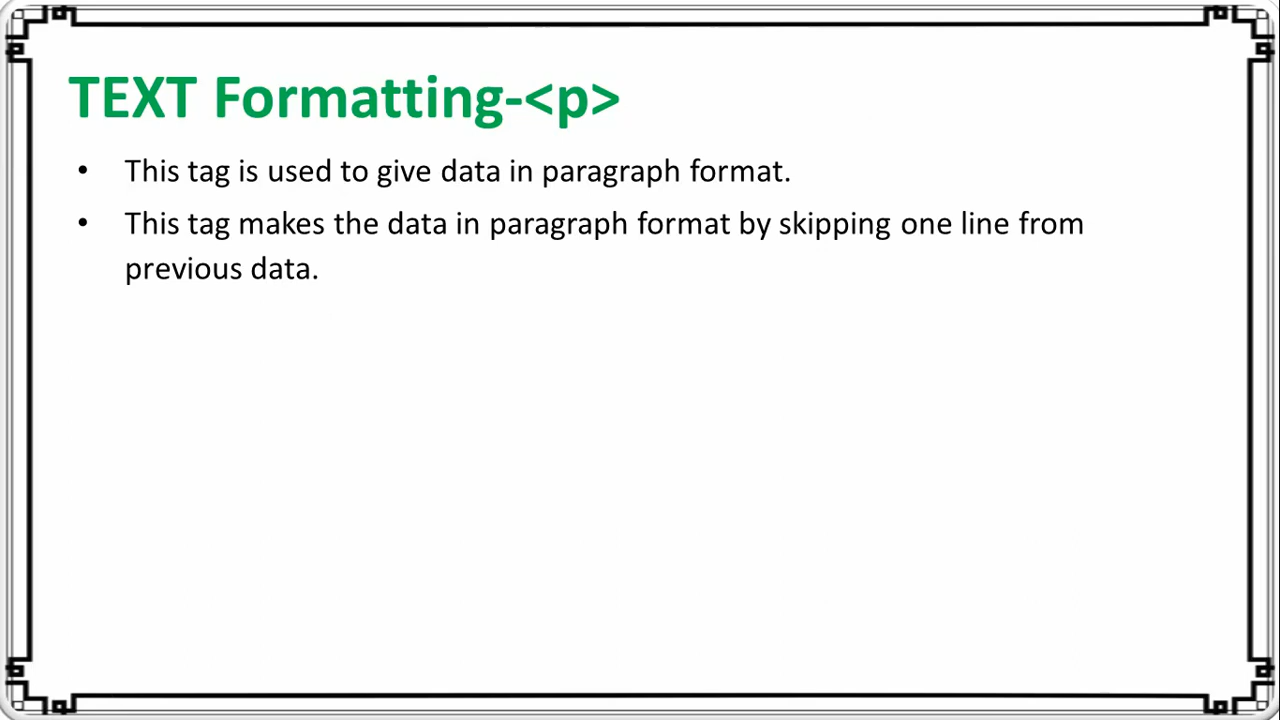 TEXT Formatting-<p>
• This tag is used to give data in paragraph format.
• This tag makes the data in paragraph format by skipping one line from
previous data.